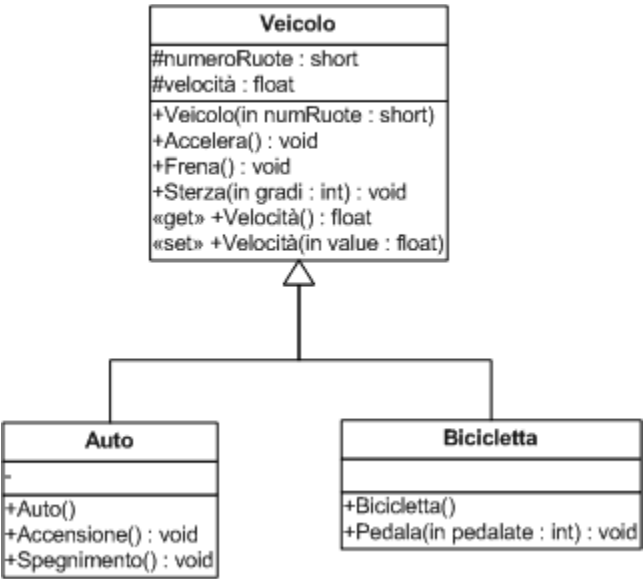 Veicolo
#numeroRuote : short
#velocità : float
+Veicolo(in numRuote : short)
+Accelera() : void
+Frena() : void
+Sterza(in gradi : int) : void
«get» +Velocità() : float
«set» +Velocità(in value : float)
Auto
-
+Auto()
+Accensione() : void
+Spegnimento() : void
Bicicletta
+Bicicletta()
+Pedala(in pedalate : int) : void